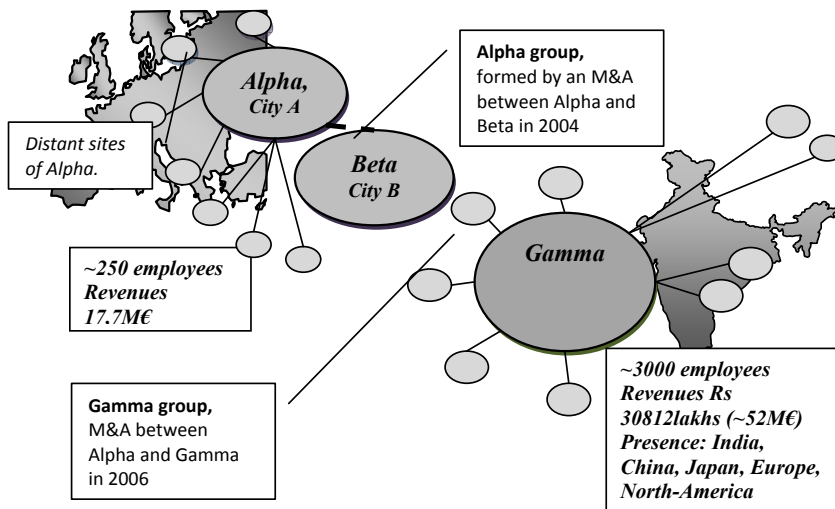 Alpha,
City A
Alpha group,
formed by an M&A
between Alpha and
Beta in 2004
Distant sites
of Alpha.
Beta
City B
Gamma
~250 employees
Revenues
17.7M€
Gamma group,
M&A between
Alpha and Gamma
in 2006
~3000 employees
Revenues Rs
30812lakhs (~52M€)
Presence: India,
China, Japan, Europe,
North-America